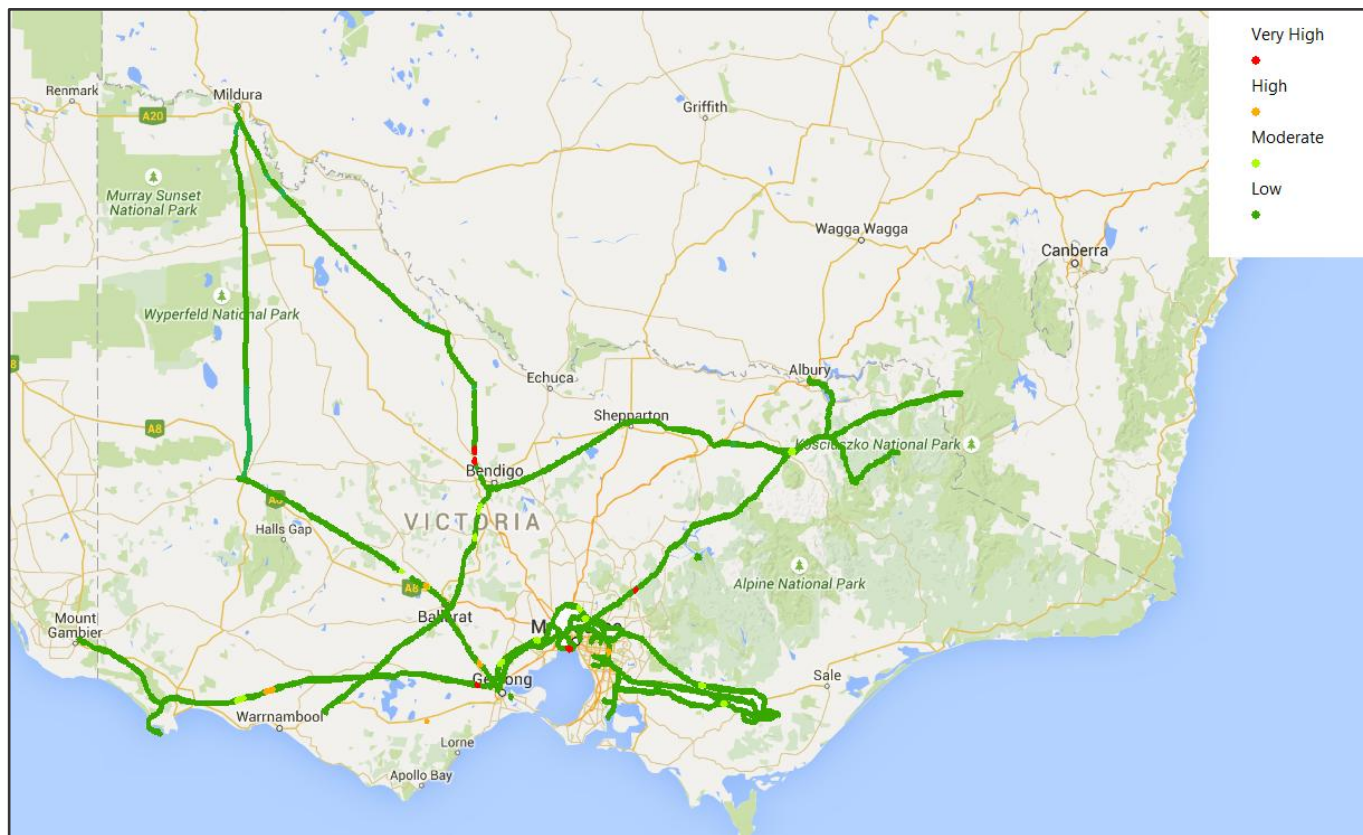 Very High
High
Moderate
Low
Renmark
Mildura
A20
Griffith
Murray Sunset
National Park
Wagga Wagga
Canberra
Wyperfeld National Park
Albury
Echuca
Shepparton
A8
Kosciuszko National Park
Bendigo
VICTORIA
Halls Gap
Alpine National Park
A8
Ballarat
Mount
Gambier
Geelong
Sale
Warrnambool
Lorne
Apollo Bay